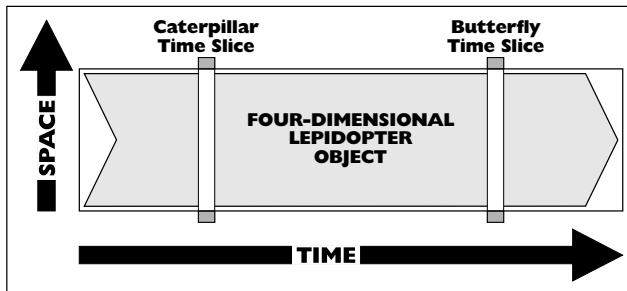 Caterpillar
Time Slice
Butterfly
Time Slice
SPACE
FOUR-DIMENSIONAL
LEPIDOPTER
OBJECT
TIME